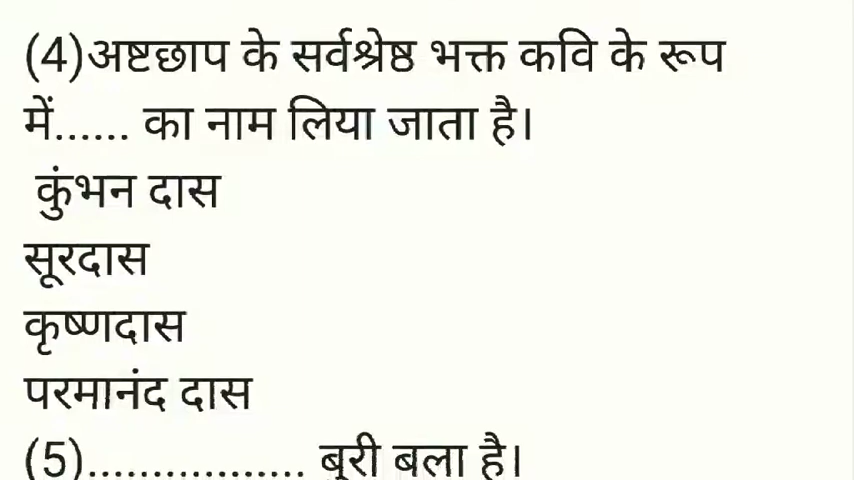 (4)अष्टछाप के सर्वश्रेष्ठ भक्त कवि के रूप
में...... का नाम लिया जाता है।
कुंभन दास
सूरदास
कृष्णदास
परमानंद दास
(5)................. बुरी बला है।